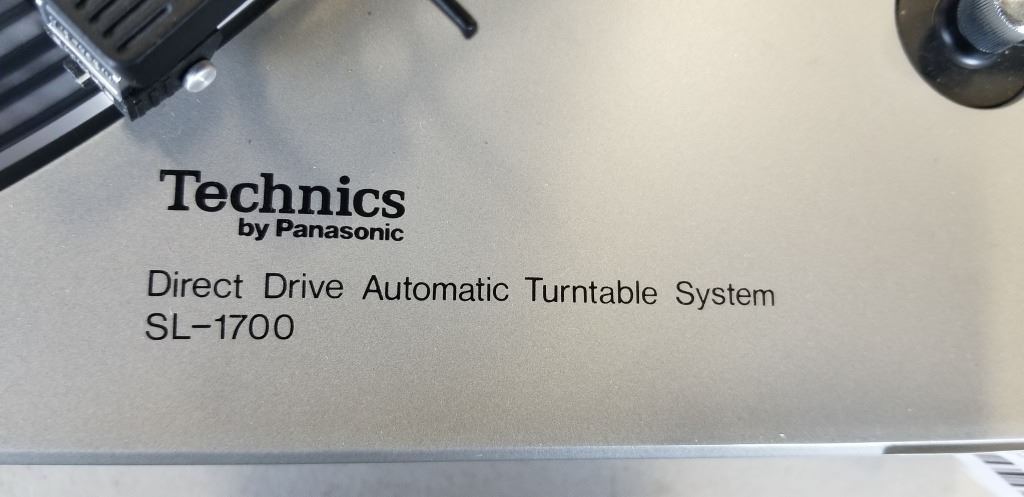 Technics
by Panasonic
Direct Drive Automatic Turntable System
SL-1700